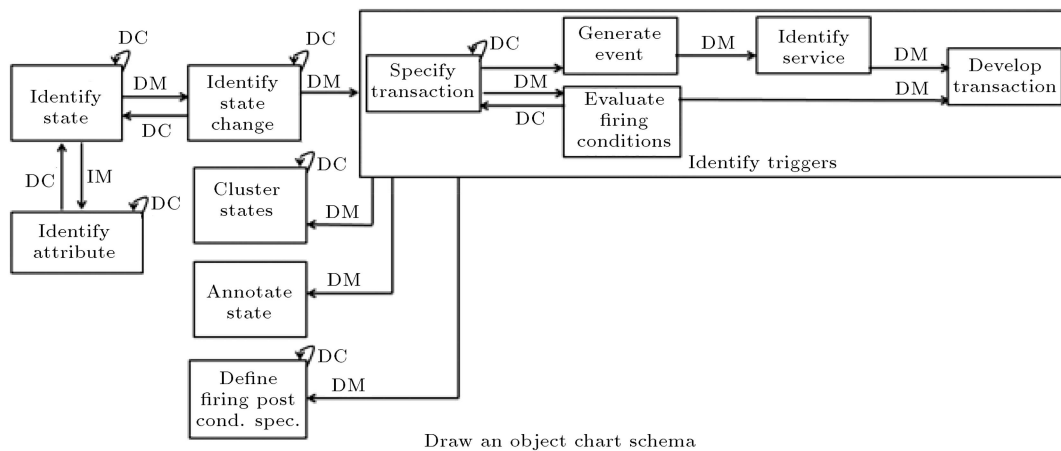 DC
Identify
state
DM
DC
DC
Identify
state
change
DM
DC
IM
DC
Identify
attribute
DC
Specify
transaction
Generate
event
DM
Identify
service
DM
Develop
transaction
DM
DC
Evaluate
firing
conditions
DM
Identify triggers
DC
Cluster
states
DM
Annotate
state
DM
DC
Define
firing post
cond. spec.
DM
Draw an object chart schema